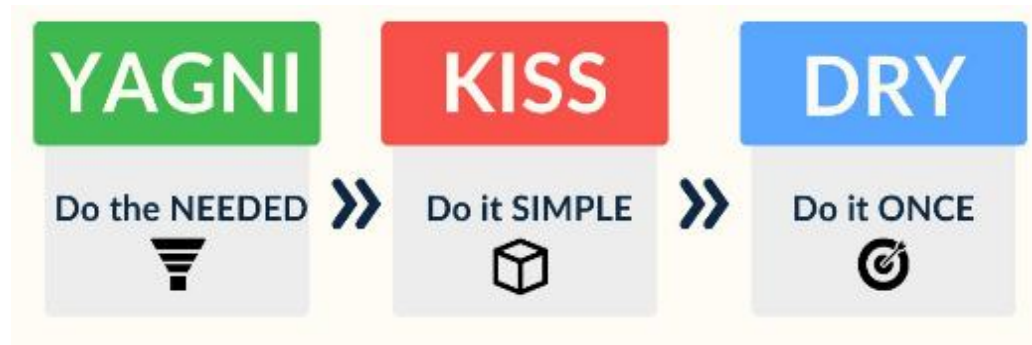 YAGNI
Do the NEEDED
KISS
Do it SIMPLE
DRY
Do it ONCE